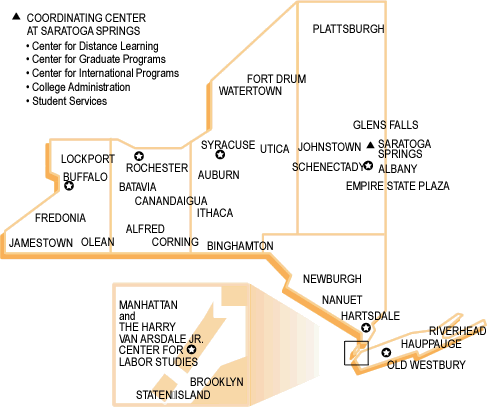 ▲ COORDINATING CENTER
AT SARATOGA SPRINGS
• Center for Distance Learning
• Center for Graduate Programs
• Center for International Programs
• College Administration
• Student Services
PLATTSBURGH
FORT DRUM
WATERTOWN
GLENS FALLS
SYRACUSE
UTICA
JOHNSTOWN
SARATOGA
SPRINGS
LOCKPORT
ROCHESTER
SCHENECTADY
ALBANY
BUFFALO
AUBURN
BATAVIA
EMPIRE STATE PLAZA
CANANDAIGUA
ITHACA
FREDONIA
ALFRED
JAMESTOWN
OLEAN
CORNING
BINGHAMTON
NEWBURGH
NANUET
HARTSDALE
RIVERHEAD
HAUPPAUGE
OLD WESTBURY
MANHATTAN
and
THE HARRY
VAN ARSDALE JR.
CENTER FOR
LABOR STUDIES
BROOKLYN
STATEN ISLAND